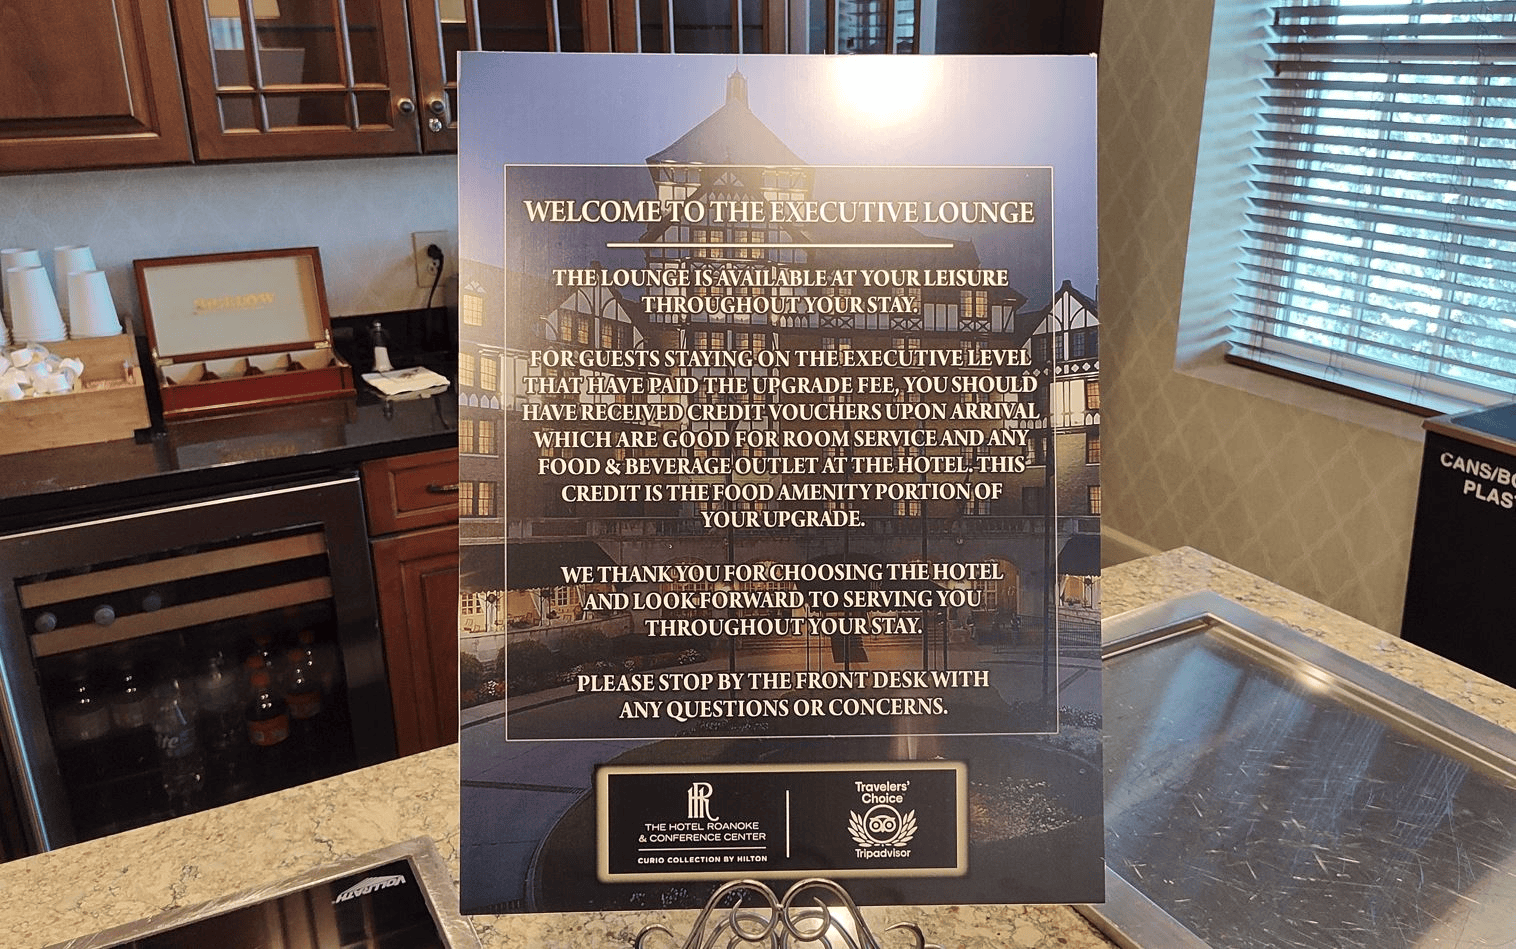 WELCOME TO THE EXECUTIVE LOUNGE
THE LOUNGE IS AVAILABLE AT YOUR LEISURE
THROUGHOUT YOUR STAY.
FOR GUESTS STAYING ON THE EXECUTIVE LEVEL
THAT HAVE PAID THE UPGRADE FEE, YOU SHOULD
HAVE RECEIVED CREDIT VOUCHERS UPON ARRIVAL
WHICH ARE GOOD FOR ROOM SERVICE AND ANY
FOOD & BEVERAGE OUTLET AT THE HOTEL. THIS
CREDIT IS THE FOOD AMENITY PORTION OF
YOUR UPGRADE.
WE THANK YOU FOR CHOOSING THE HOTEL
AND LOOK FORWARD TO SERVING YOU
THROUGHOUT YOUR STAY.
PLEASE STOP BY THE FRONT DESK WITH
ANY QUESTIONS OR CONCERNS.
HR
THE HOTEL ROANOKE
& CONFERENCE CENTER
CURIO COLLECTION BY HILTON
Travelers'
Choice
Tripadvisor
BIGELOW
CANS/BO
PLAST
VOLLRATH